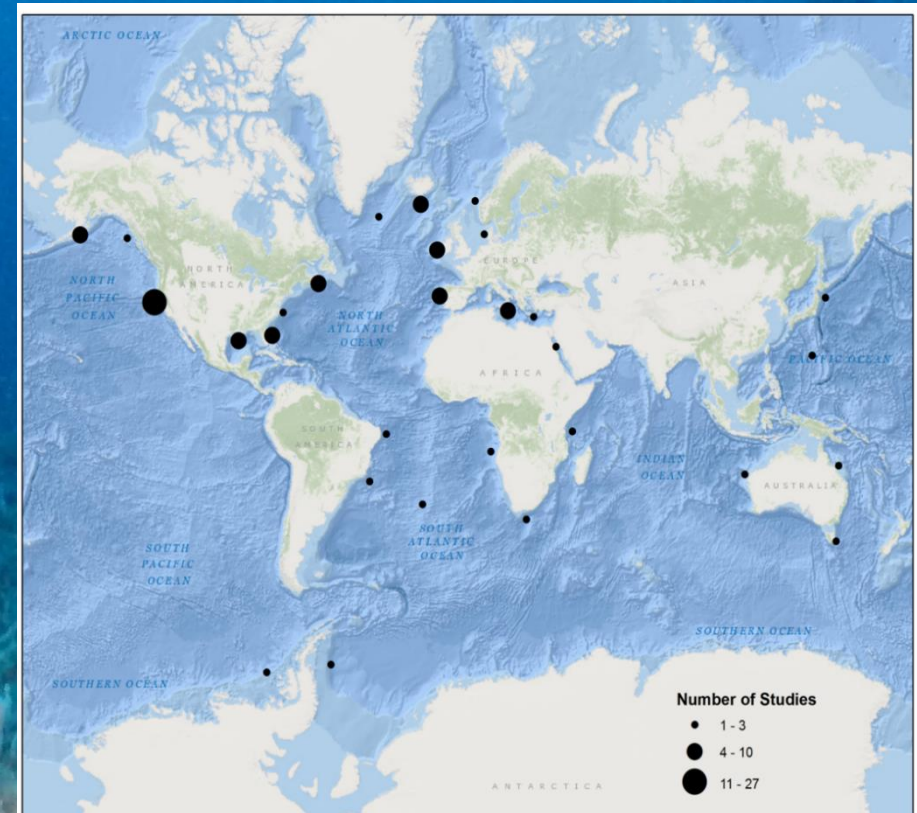 ARCTIC OCEAN
NORTH
AMERICA
EUROPE
ASIA
NORTH
PACIFIC
OCEAN
NORTH
ATLANTIC
OCEAN
PACIFIC OCEAN
AFRICA
SOUTH
AMERICA
INDIAN
OCEAN
AUSTRALIA
SOUTH
ATLANTIC
OCEAN
SOUTH
PACIFIC
OCEAN
SOUTHERN OCEAN
SOUTHERN OCEAN
ANTARCTICA
Number of Studies
1 - 3
4 - 10
11 - 27